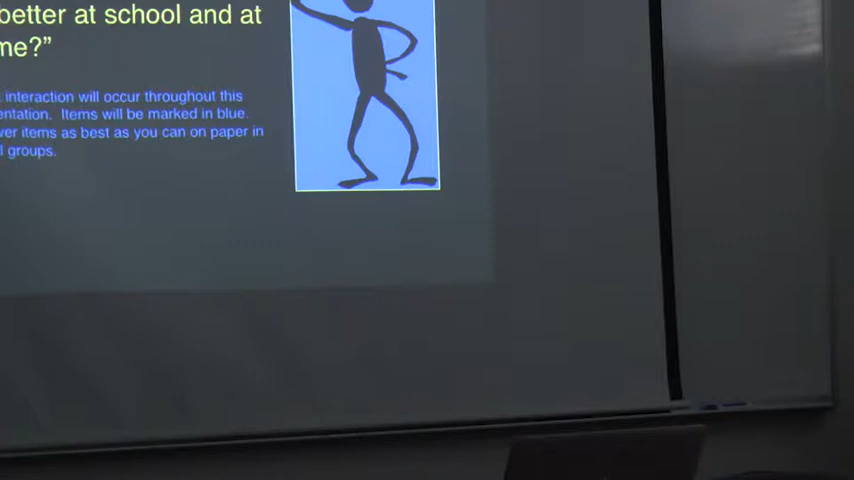 better at school and at
me?”
interaction will occur throughout this
entation. Items will be marked in blue.
wer items as best as you can on paper in
l groups.